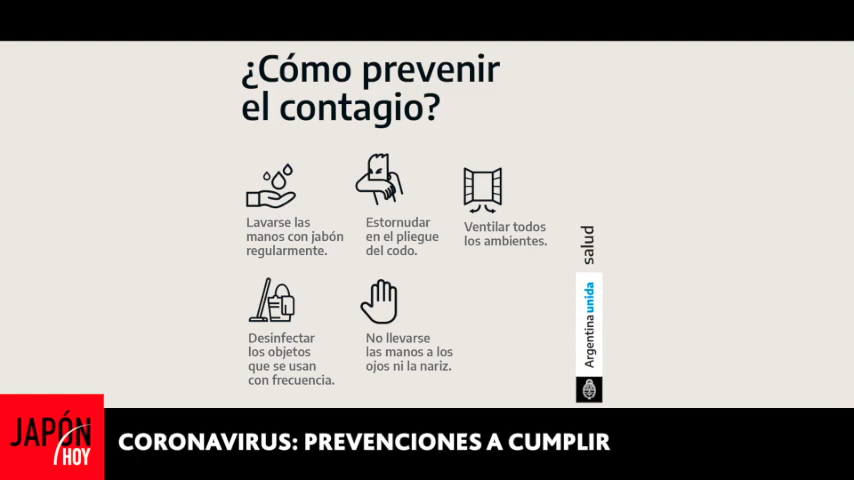 ¿Cómo prevenir
el contagio?
Lavarse las
manos con jabón
regularmente.
Estornudar
en el pliegue
del codo.
Ventilar todos
los ambientes.
Desinfectar
los objetos
que se usan
con frecuencia.
No llevarse
las manos a los
ojos ni la nariz.
salud
Argentina unida
JAPÓN
HOY
CORONAVIRUS: PREVENCIONES A CUMPLIR